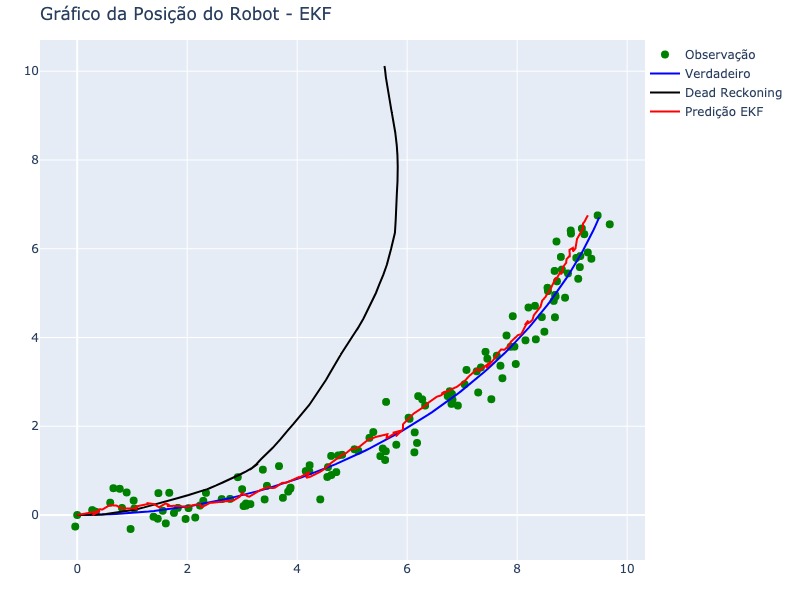 Gráfico da Posição do Robot - EKF
Observação
Verdadeiro
Dead Reckoning
Predição EKF
10
8
6
4
2
0
0 2 4 6 8 10